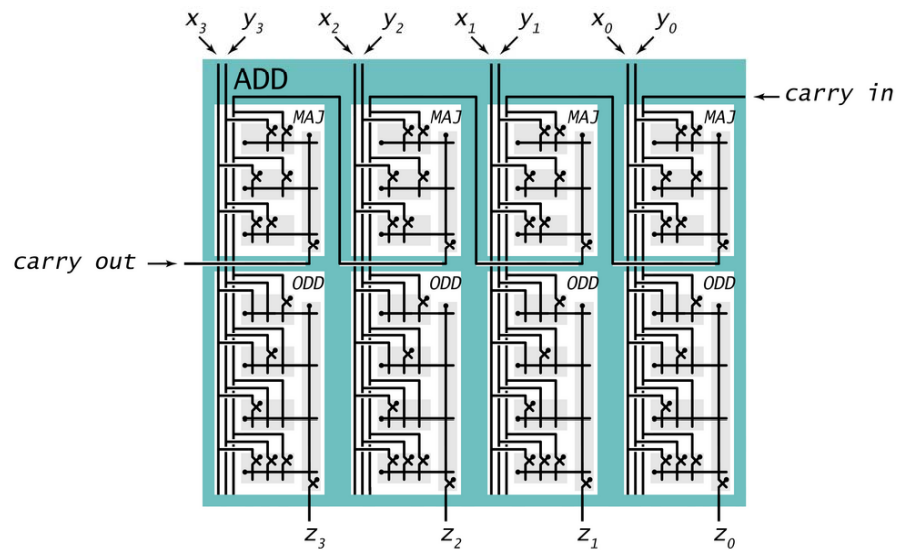 x3 y3 x2 y2 x1 y1 x0 y0
ADD
carry in
MAJ MAJ MAJ MAJ
carry out
ODD ODD ODD ODD
z3 z2 z1 z0